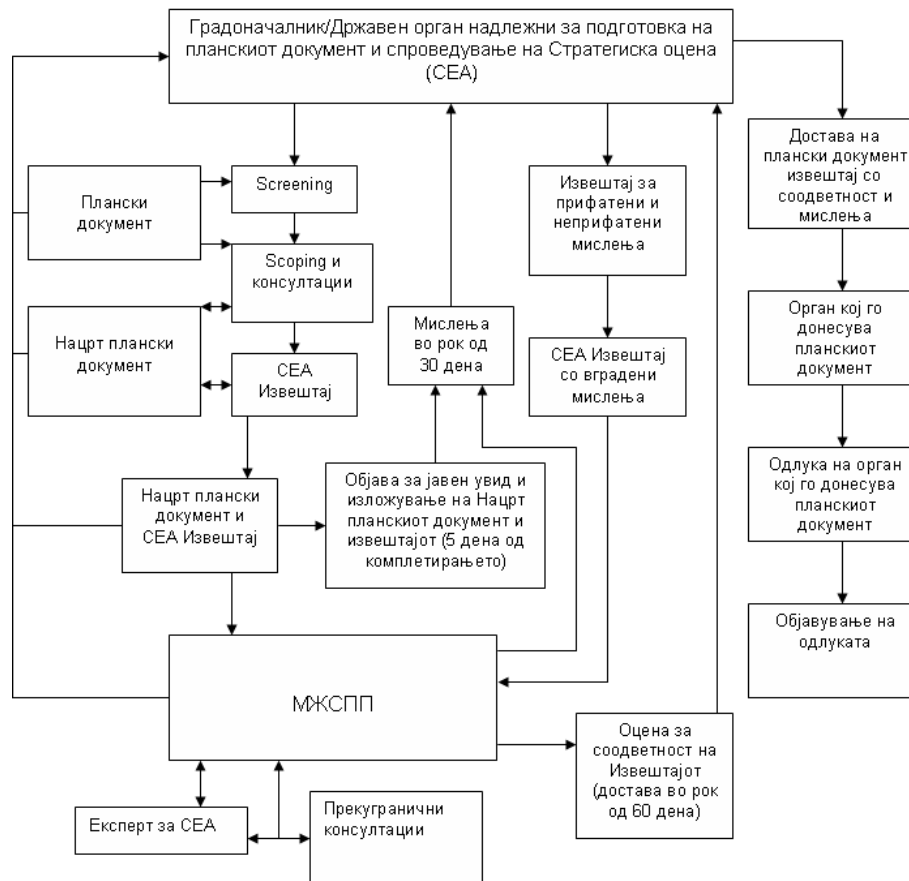 Градоначалник/Државен орган надлежни за подготовка на
планскиот документ и спроведување на Стратегиска оцена
(СЕА)
Достава на
плански документ
извештај со
соодветност и
мислења
Screening
Извештај за
прифатени и
неприфатени
мислења
Плански
документ
Scoping и
консултации
Орган кој го
донесува
планскиот
документ
Мислења
во рок од
30 дена
Нацрт плански
документ
СЕА
Извештај
СЕА Извештај
со вградени
мислења
Одлука на орган
кој го донесува
планскиот
документ
Објава за јавен увид и
изложување на Нацрт
планскиот документ и
извештајот (5 дена од
комплетирањето)
Нацрт плански
документ и
СЕА Извештај
Објавување на
одлуката
МЖСПП
Оцена за
соодветност на
Извештајот
(достава во рок
од 60 дена)
Експерт за СЕА
Прекугранични
консултации